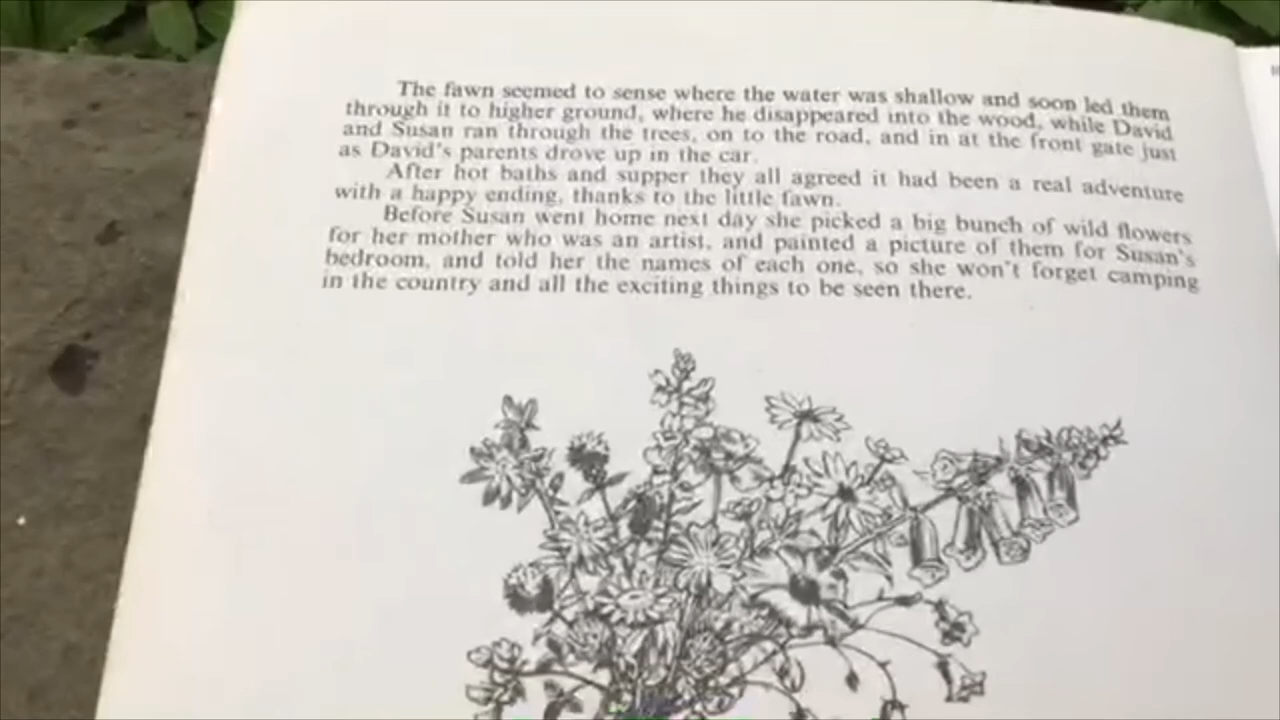 The fawn seemed to sense where the water was shallow and soon led them
through it to higher ground, where he disappeared into the wood, while David
and Susan ran through the trees, on to the road, and in at the front gate just
as David's parents drove up in the car.
After hot baths and supper they all agreed it had been a real adventure
with a happy ending, thanks to the little fawn.
Before Susan went home next day she picked a big bunch of wild flowers
for her mother who was an artist, and painted a picture of them for Susan's
bedroom, and told her the names of each one, so she won't forget camping
in the country and all the exciting things to be seen there.